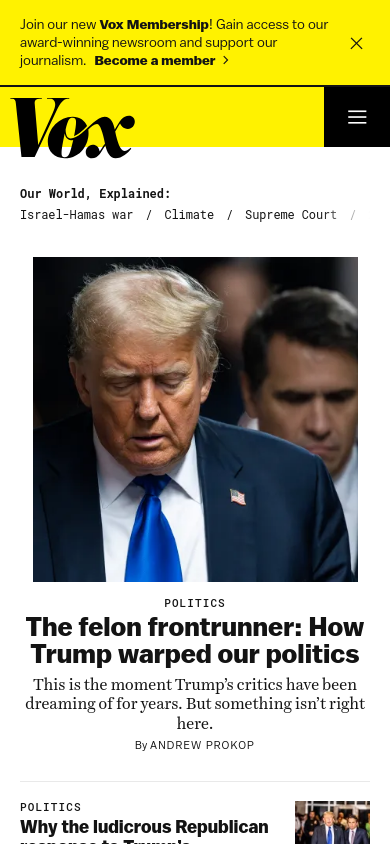 Join our new Vox Membership! Gain access to our
award-winning newsroom and support our
journalism. Become a member >
Vox
Our World, Explained:
Israel-Hamas war / Climate / Supreme Court /
POLITICS
The felon frontrunner: How
Trump warped our politics
This is the moment Trump’s critics have been
dreaming of for years. But something isn’t right
here.
By ANDREW PROKOP
POLITICS
Why the ludicrous Republican
response to Trump’s